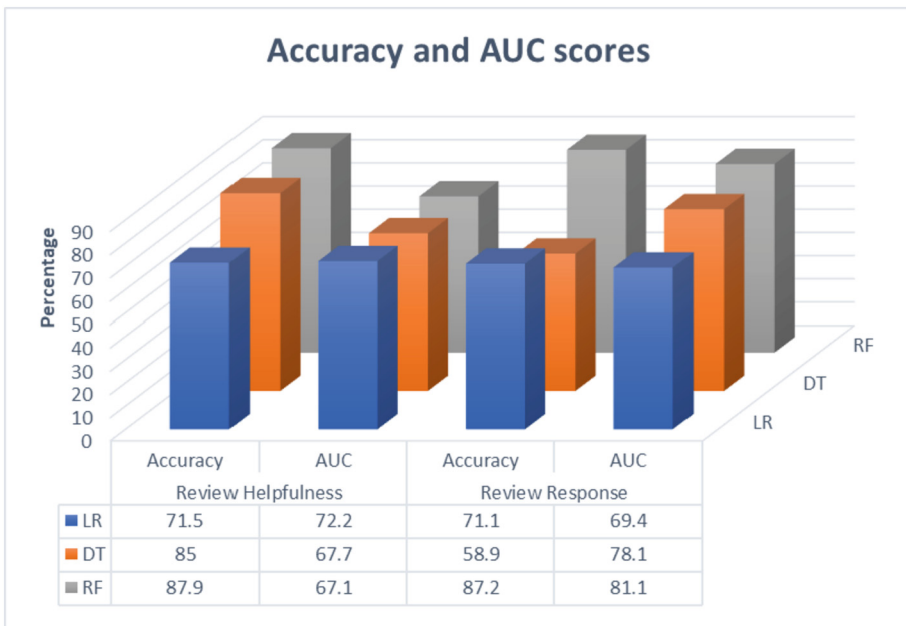 Accuracy and AUC scores
Percentage
90
80
70
60
50
40
30
20
10
0
RF
DT
LR
Accuracy AUC Accuracy AUC
Review Helpfulness Review Response
LR 71.5 72.2 71.1 69.4
DT 85 67.7 58.9 78.1
RF 87.9 67.1 87.2 81.1